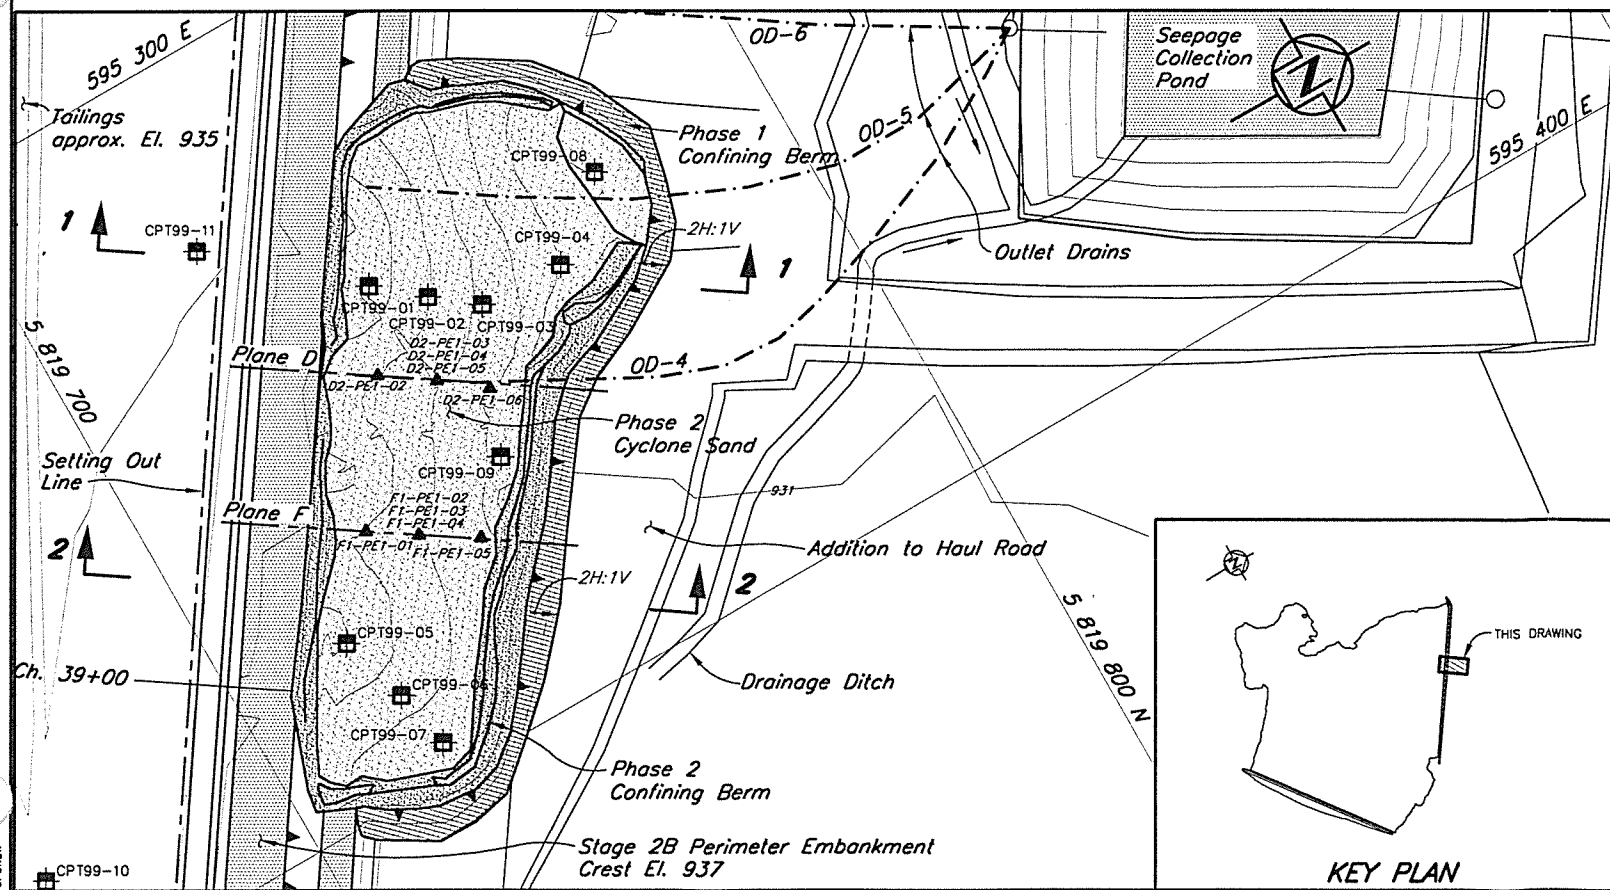 595 300 E
Tailings
approx. El. 935
OD-6
Seepage
Collection
Pond
Phase 1
Confining Berm
OD-5
595 400 E
CPT99-08
1
CPT99-11
CPT99-04
2H:1V
1
Outlet Drains
CPT99-01
CPT99-02
CPT99-03
5 819 700
Plane D
D2-PE1-03
D2-PE1-04
D2-PE1-05
D2-PE1-02
D2-PE1-06
OD-4
Phase 2
Cyclone Sand
Setting Out
Line
CPT99-09
931
Plane F
F1-PE1-02
F1-PE1-03
F1-PE1-04
F1-PE1-01
F1-PE1-05
2
Addition to Haul Road
2H:1V
2
5 819 800 N
CPT99-05
Ch. 39+00
CPT99-06
Drainage Ditch
CPT99-07
Phase 2
Confining Berm
Stage 2B Perimeter Embankment
Crest El. 937
CPT99-10
THIS DRAWING
KEY PLAN